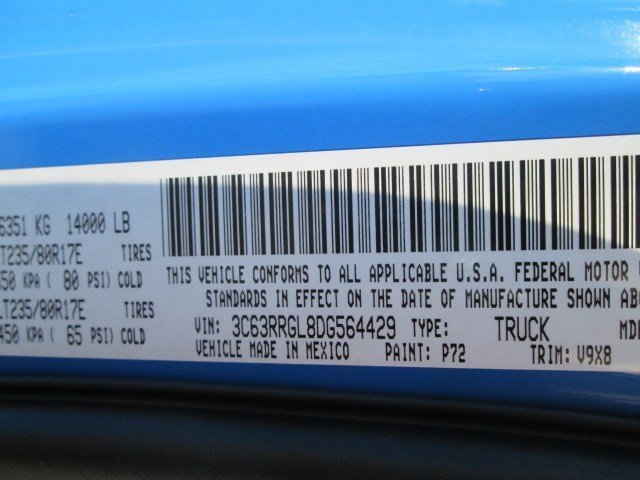 6351 KG 14000 LB
LT235/80R17E TIRES
550 KPA ( 80 PSI) COLD
LT235/80R17E TIRES
450 KPA ( 65 PSI) COLD
THIS VEHICLE CONFORMS TO ALL APPLICABLE U.S.A. FEDERAL MOTOR
STANDARDS IN EFFECT ON THE DATE OF MANUFACTURE SHOWN AB
VIN: 3C63RRGL8DG564429 TYPE: TRUCK MD
VEHICLE MADE IN MEXICO PAINT: P72 TRIM: V9X8